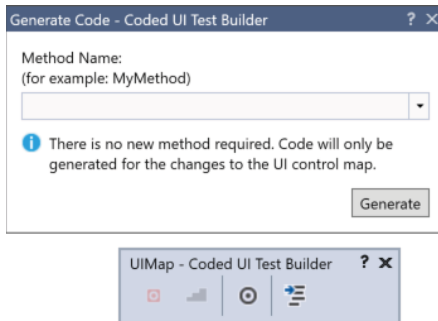 Generate Code - Coded UI Test Builder ? X
Method Name:
(for example: MyMethod)
There is no new method required. Code will only be
generated for the changes to the UI control map.
Generate
UIMap - Coded UI Test Builder ? X